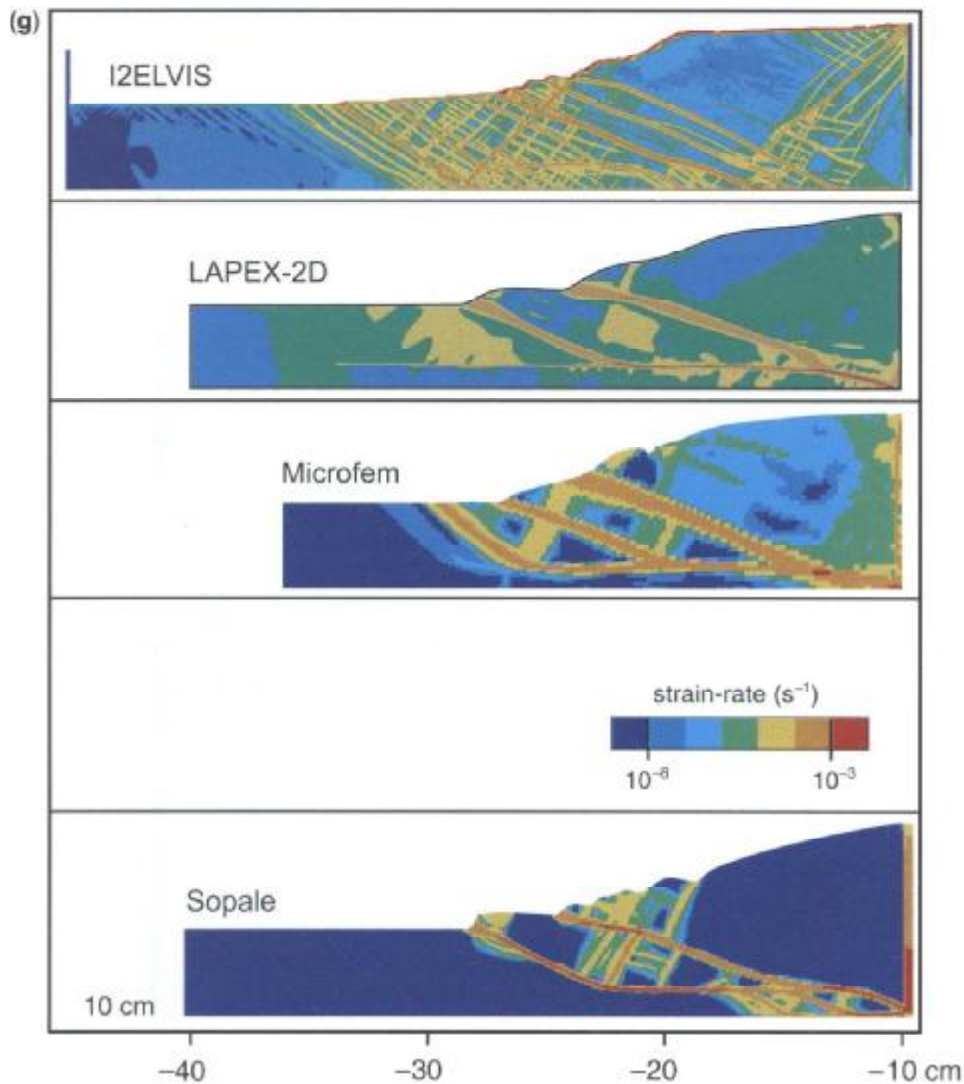 (g)
I2ELVIS
LAPEX-2D
Microfem
strain-rate (s⁻¹)
10⁻⁸ 10⁻³
Sopale
10 cm
−40 −30 −20 −10 cm